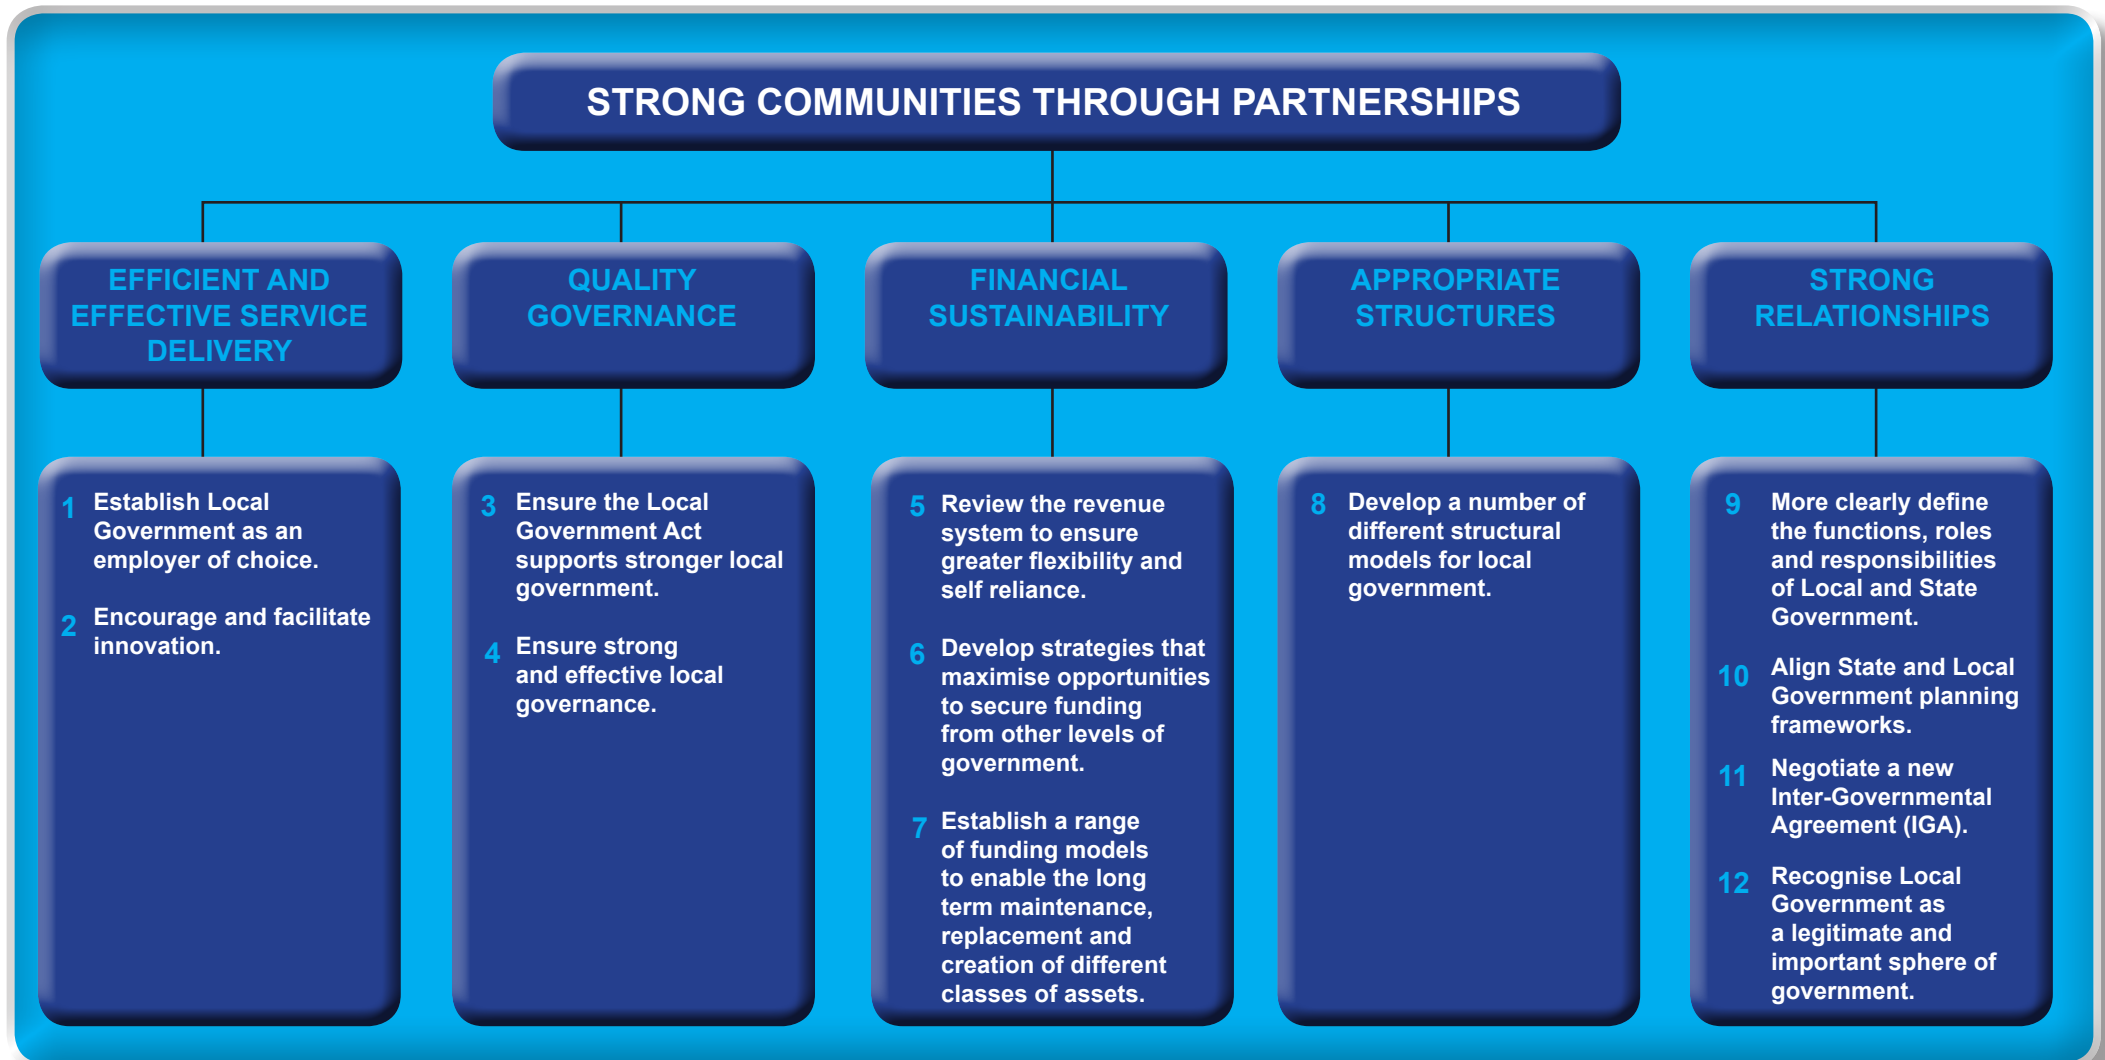 STRONG COMMUNITIES THROUGH PARTNERSHIPS
EFFICIENT AND
EFFECTIVE SERVICE
DELIVERY
1 Establish Local
Government as an
employer of choice.
2 Encourage and facilitate
innovation.
QUALITY
GOVERNANCE
3 Ensure the Local
Government Act
supports stronger local
government.
4 Ensure strong
and effective local
governance.
FINANCIAL
SUSTAINABILITY
5 Review the revenue
system to ensure
greater flexibility and
self reliance.
6 Develop strategies that
maximise opportunities
to secure funding
from other levels of
government.
7 Establish a range
of funding models
to enable the long
term maintenance,
replacement and
creation of different
classes of assets.
APPROPRIATE
STRUCTURES
8 Develop a number of
different structural
models for local
government.
STRONG
RELATIONSHIPS
9 More clearly define
the functions, roles
and responsibilities
of Local and State
Government.
10 Align State and Local
Government planning
frameworks.
11 Negotiate a new
Inter-Governmental
Agreement (IGA).
12 Recognise Local
Government as
a legitimate and
important sphere of
government.